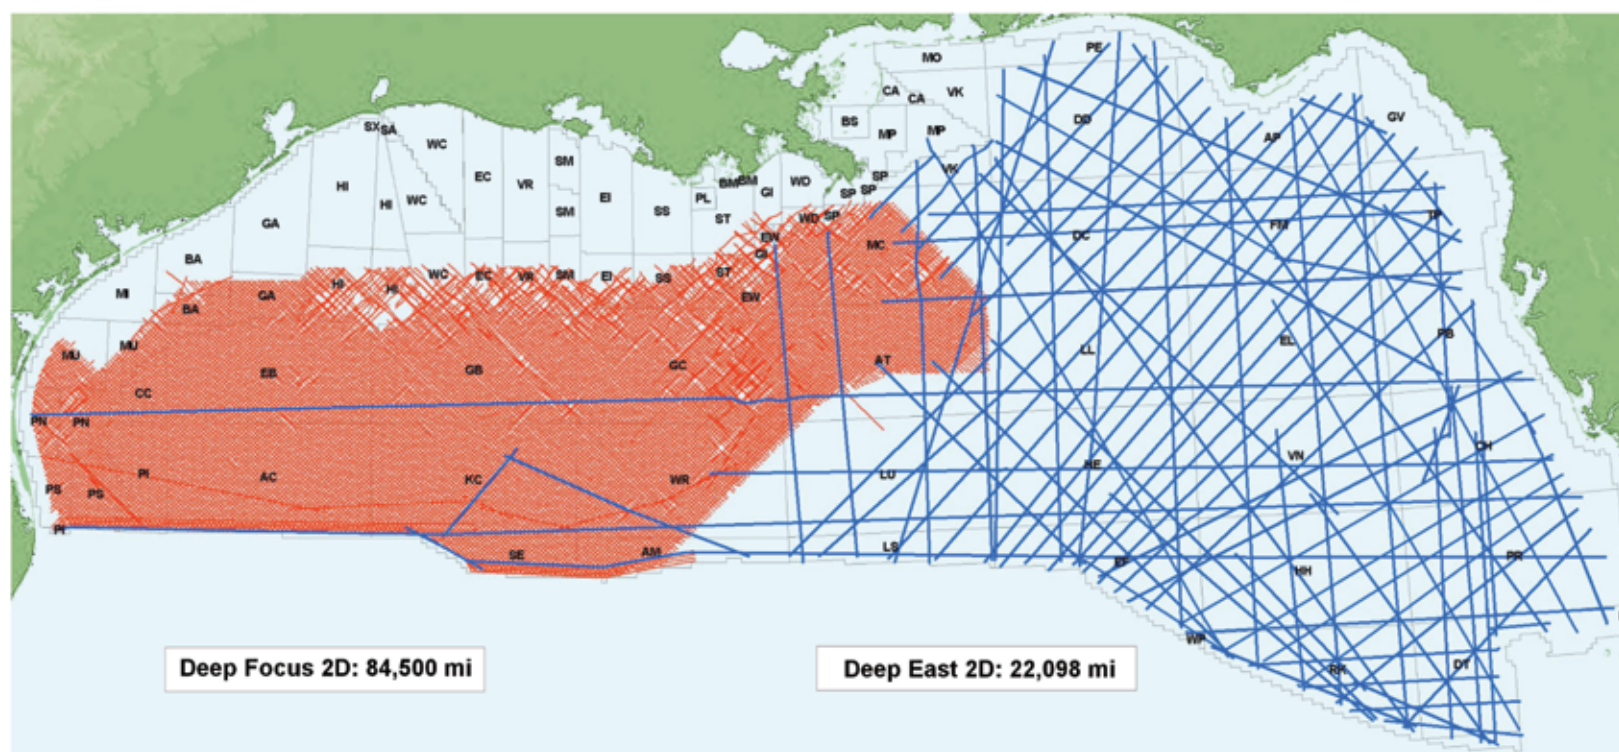 PE
MO
CA
CA
VK
GV
DD
BS
MP
MP
AP
SX
SA
WC
SM
VK
EC
VR
HI
HI
WC
SM
EI
SS
PL
BM
BM
GI
WD
SP
SP
SP
ST
WD
SP
TP
GA
FM
DC
EW
GI
MC
BA
HI
HI
WC
EC
VR
SM
EI
SS
ST
MI
BA
GA
EW
PB
MU
MU
EL
LL
AT
EB
GB
GC
CC
PN
PN
CH
VN
HE
PI
AC
KC
WR
LU
PS
PS
PI
SE
AM
LS
EF
HH
PR
WP
RK
DT
Deep Focus 2D: 84,500 mi
Deep East 2D: 22,098 mi